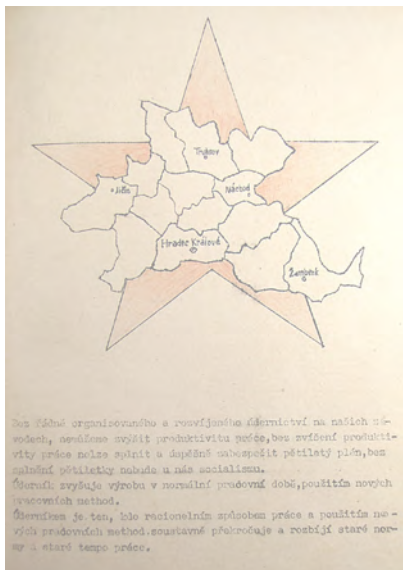 Trutnov
Jičín
Náchod
Hradec Králové
Žamberk
Bez řádně organisovaného a rozvíjeného údernictví na našich zá-
vodech, nemůžeme zvýšit produktivitu práce, bez zvíšení produkti-
vity práce nelze splnit a úspěšně zabezpečit pětiletý plán, bez
splnění pětiletky nebude u nás socialismu.
Úderník zvyšuje výrobu v normální pracovní době, použitím nových
pracovních method.
Úderníkem je ten, kdo racionelním způsobem práce a použitím no-
vých pracovních method. soustavně překročuje a rozbíjí staré nor-
my a staré tempo práce.